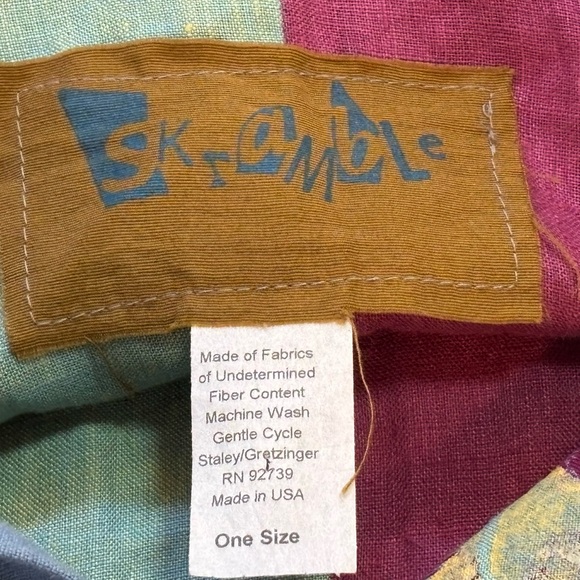 SKraMble
Made of Fabrics
of Undetermined
Fiber Content
Machine Wash
Gentle Cycle
Staley/Gretzinger
RN 92739
Made in USA
One Size